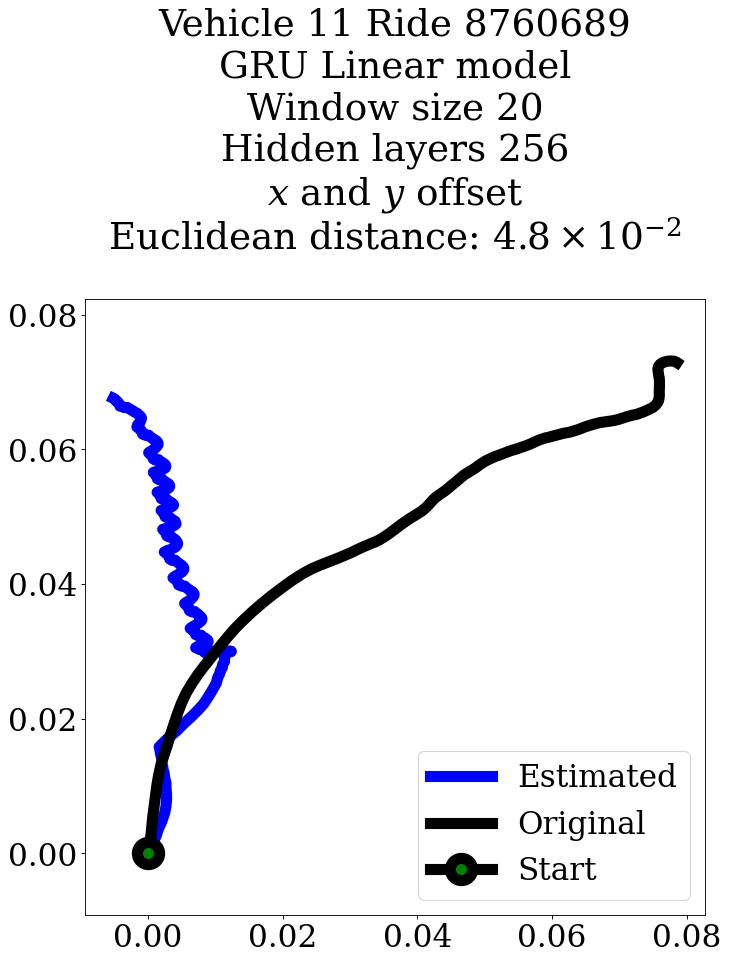 Vehicle 11 Ride 8760689
GRU Linear model
Window size 20
Hidden layers 256
x and y offset
Euclidean distance: 4.8 × 10⁻²
0.08
0.06
0.04
0.02
0.00
Estimated
Original
Start
0.00 0.02 0.04 0.06 0.08